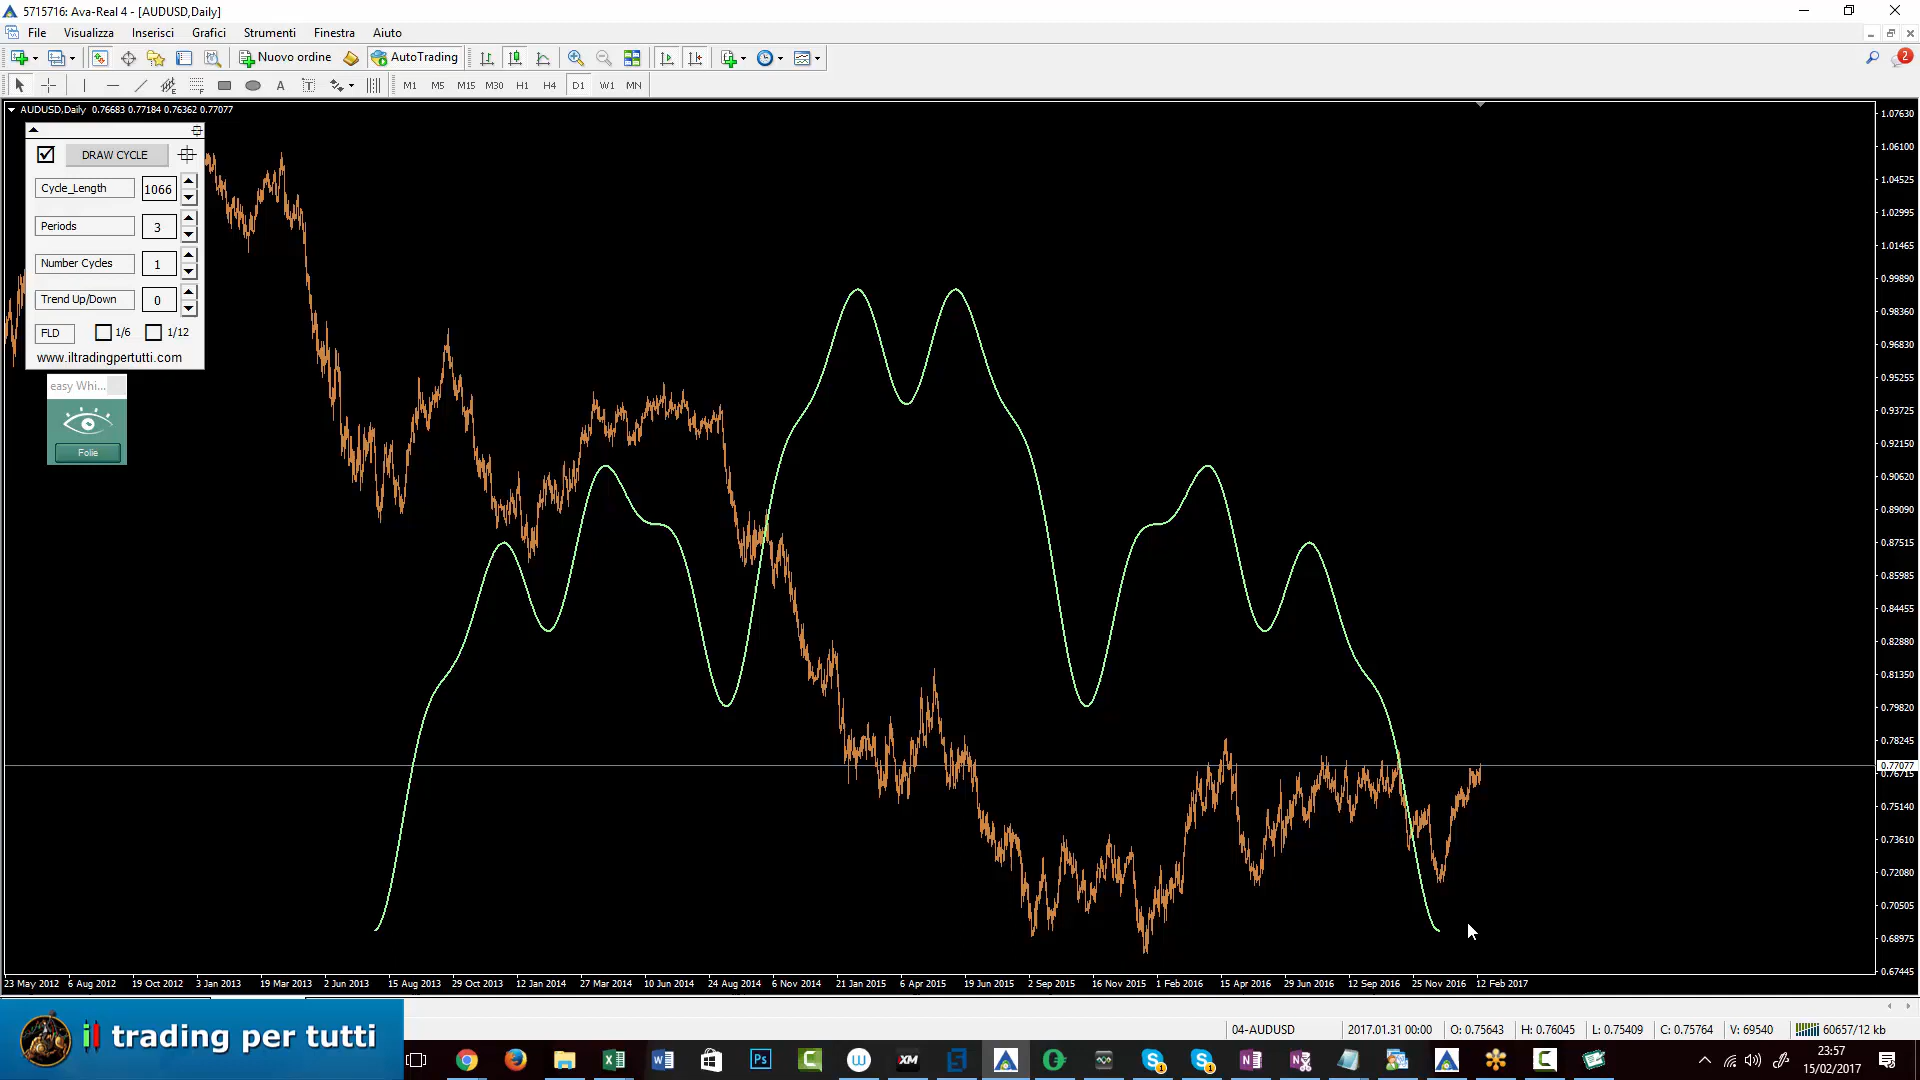 5715716: Ava-Real 4 - [AUDUSD,Daily]
File Visualizza Inserisci Grafici Strumenti Finestra Aiuto
Nuovo ordine AutoTrading 2
A T M1 M5 M15 M30 H1 H4 D1 W1 MN
AUDUSD,Daily 0.76683 0.77184 0.76362 0.77077
DRAW CYCLE
Cycle_Length 1066
Periods 3
Number Cycles 1
Trend Up/Down 0
FLD 1/6 1/12
www.iltradingpertutti.com
easy Whi...
Folie
1.07630
1.06100
1.04525
1.02995
1.01465
0.99890
0.98360
0.96830
0.95255
0.93725
0.92150
0.90620
0.89090
0.87515
0.85985
0.84455
0.82880
0.81350
0.79820
0.78245
0.77077
0.76715
0.75140
0.73610
0.72080
0.70505
0.68975
0.67445
23 May 2012 6 Aug 2012 19 Oct 2012 3 Jan 2013 19 Mar 2013 2 Jun 2013 15 Aug 2013 29 Oct 2013 12 Jan 2014 27 Mar 2014 10 Jun 2014 24 Aug 2014 6 Nov 2014 21 Jan 2015 6 Apr 2015 19 Jun 2015 2 Sep 2015 16 Nov 2015 1 Feb 2016 15 Apr 2016 29 Jun 2016 12 Sep 2016 25 Nov 2016 12 Feb 2017
il trading per tutti
04-AUDUSD 2017.01.31 00:00 O: 0.75643 H: 0.76045 L: 0.75409 C: 0.75764 V: 69540 60657/12 kb
23:57
15/02/2017